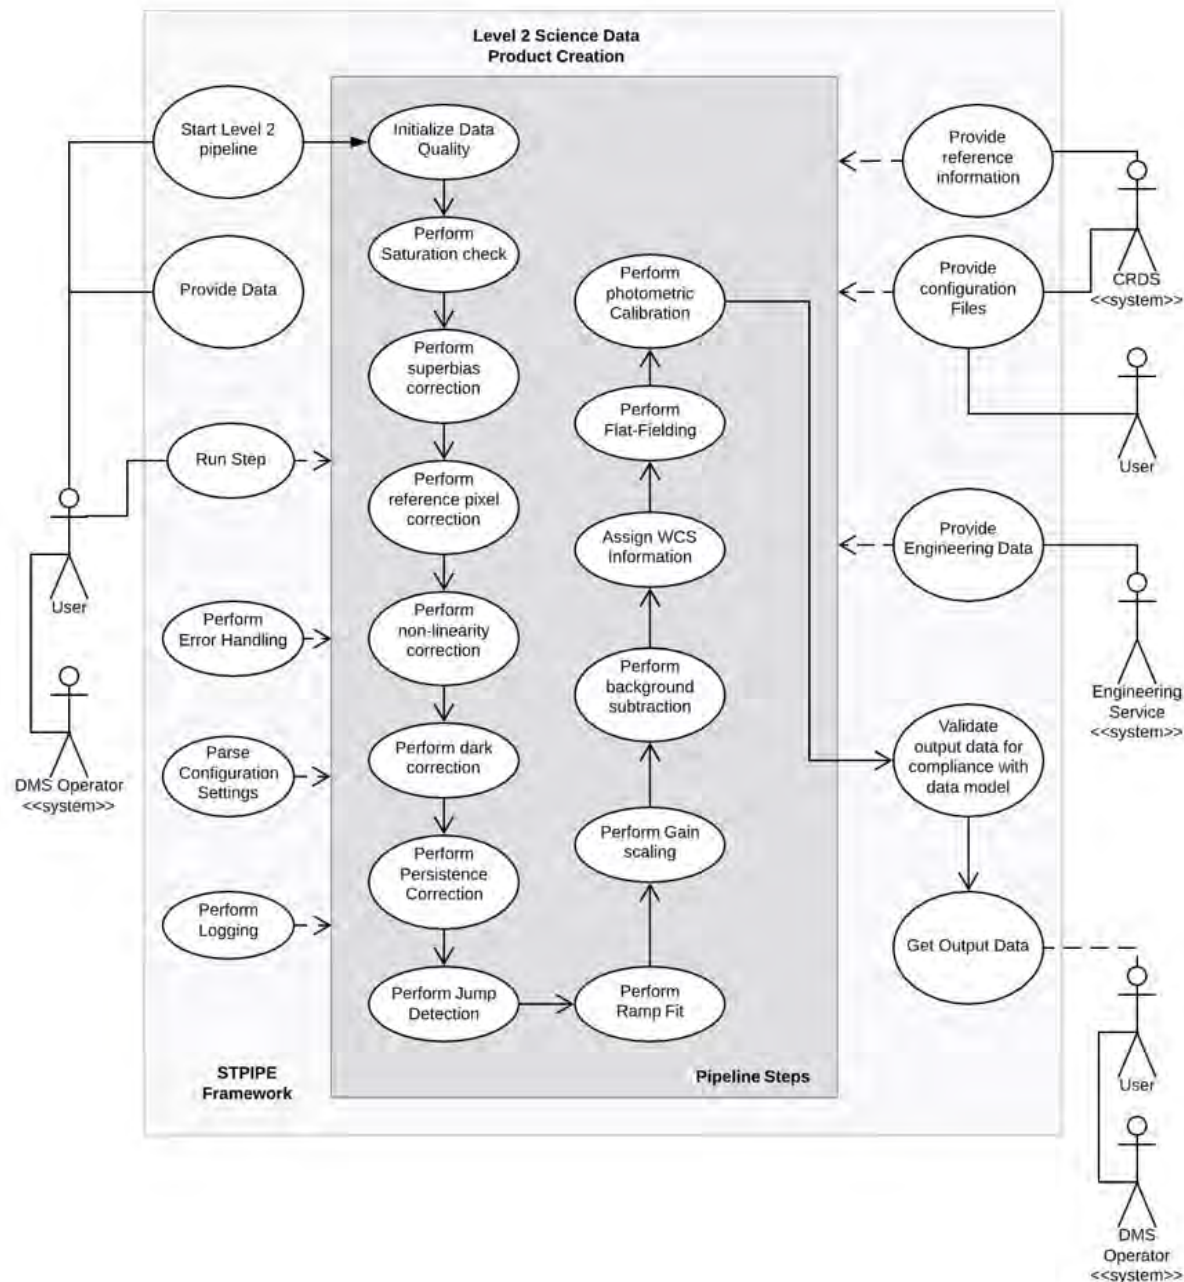 Level 2 Science Data
Product Creation
Start Level 2
pipeline
Provide Data
Run Step
Perform
Error Handling
Parse
Configuration
Settings
Perform
Logging
User
DMS Operator
<<system>>
STPIPE
Framework
Initialize Data
Quality
Perform
Saturation check
Perform
superbias
correction
Perform
reference pixel
correction
Perform
non-linearity
correction
Perform dark
correction
Perform
Persistence
Correction
Perform Jump
Detection
Perform
Ramp Fit
Perform Gain
scaling
Perform
background
subtraction
Assign WCS
Information
Perform
Flat-Fielding
Perform
photometric
Calibration
Pipeline Steps
Provide
reference
information
Provide
configuration
Files
Provide
Engineering Data
Validate
output data for
compliance with
data model
Get Output Data
CRDS
<<system>>
User
Engineering
Service
<<system>>
User
DMS
Operator
<<system>>